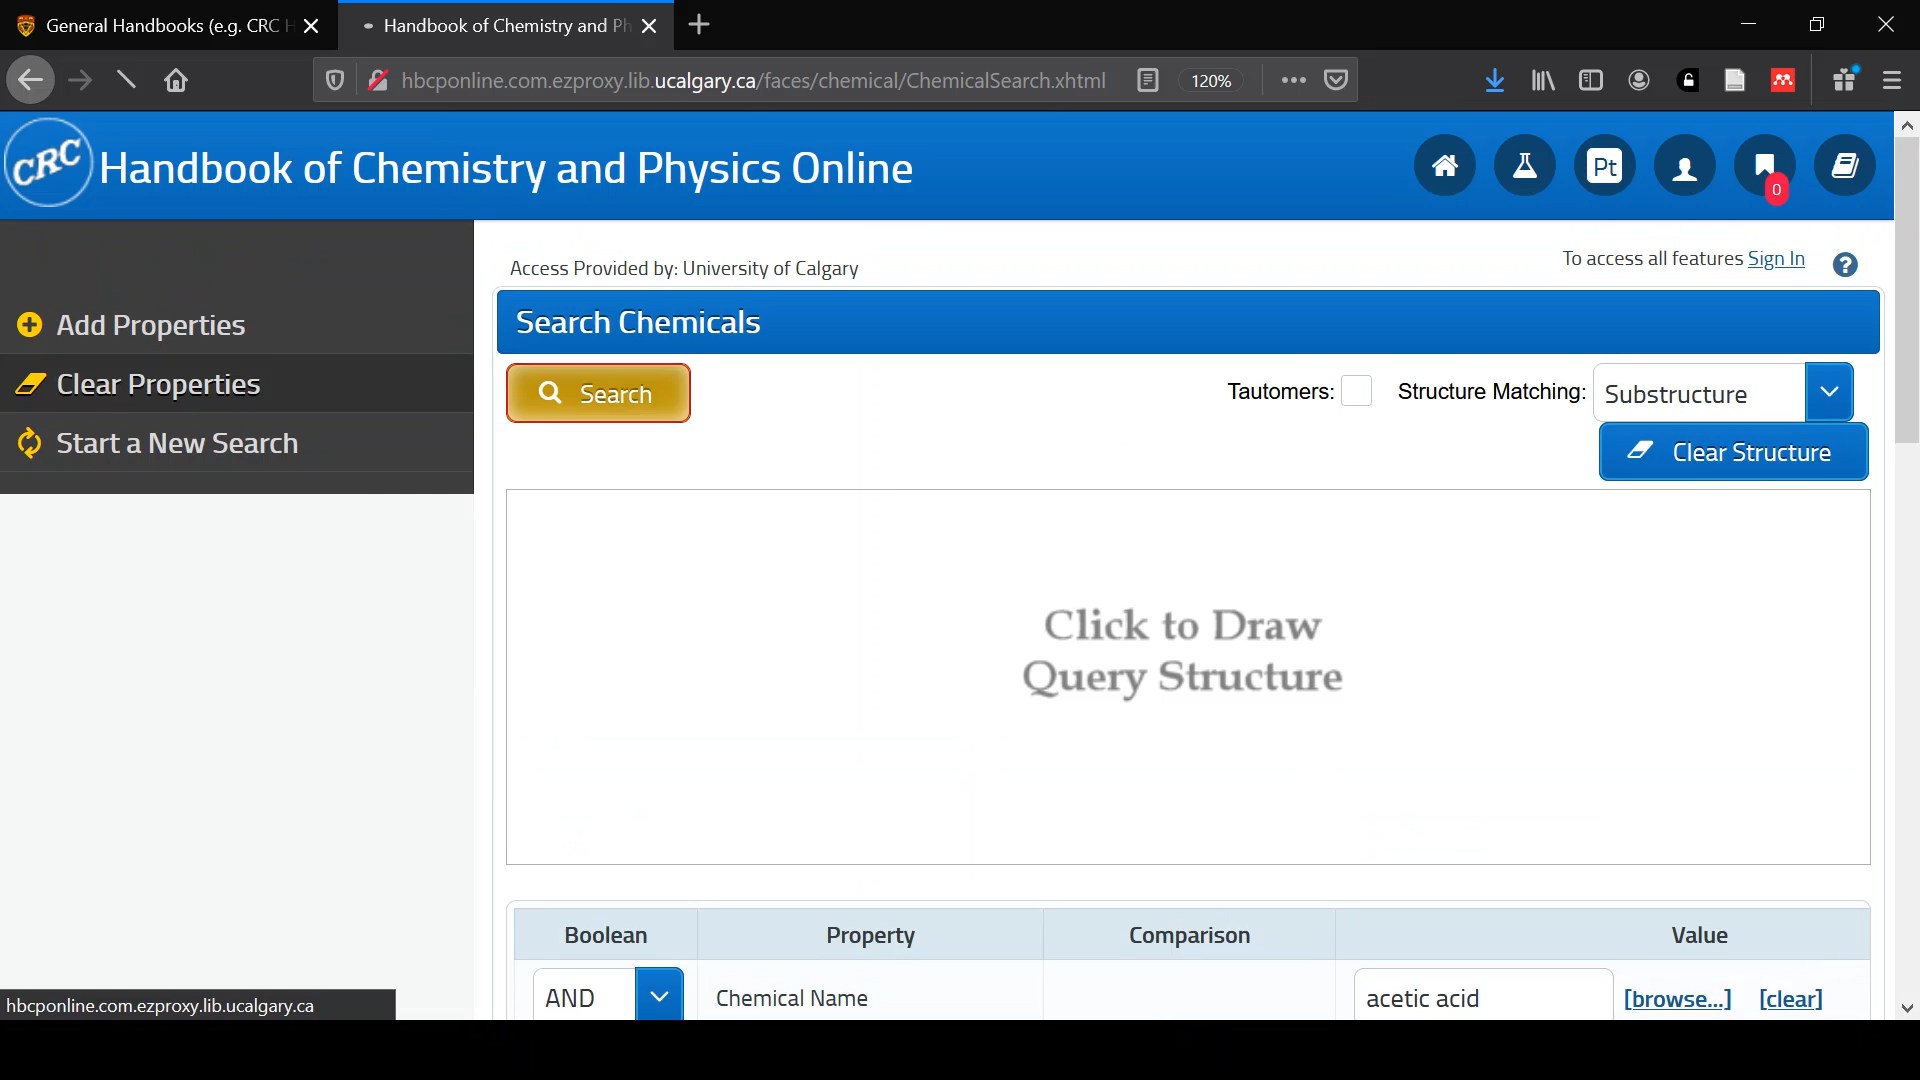 General Handbooks (e.g. CRC H
Handbook of Chemistry and Ph
hbcponline.com.ezproxy.lib.ucalgary.ca/faces/chemical/ChemicalSearch.xhtml
120%
CRC
Handbook of Chemistry and Physics Online
Pt
0
Access Provided by: University of Calgary
To access all features Sign In
?
Add Properties
Clear Properties
Start a New Search
Search Chemicals
Search
Tautomers:
Structure Matching:
Substructure
Clear Structure
Click to Draw
Query Structure
Boolean
Property
Comparison
Value
AND
Chemical Name
acetic acid
[browse...]
[clear]
hbcponline.com.ezproxy.lib.ucalgary.ca